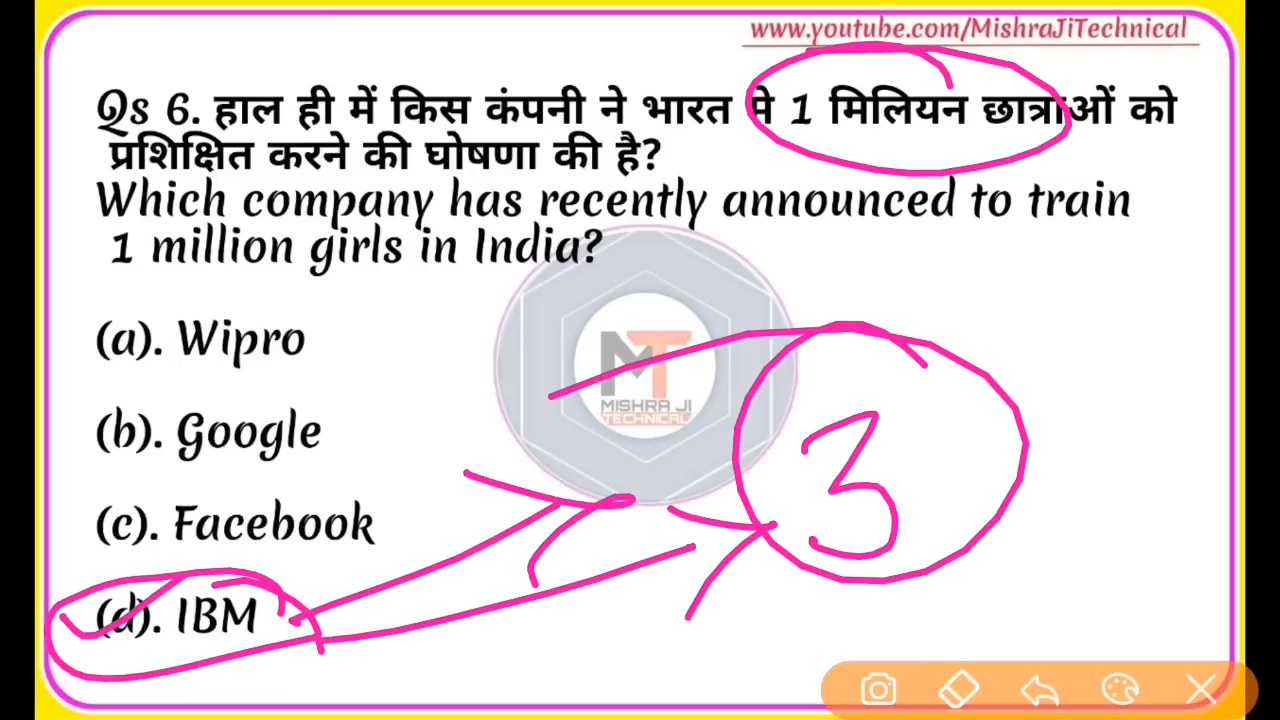 www.youtube.com/MishraJiTechnical
Qs 6. हाल ही में किस कंपनी ने भारत मे 1 मिलियन छात्राओं को
प्रशिक्षित करने की घोषणा की है?
Which company has recently announced to train
1 million girls in India?
(a). Wipro
MT
MISHRA JI
TECHNICAL
(b). Google
3
(c). Facebook
(d). IBM